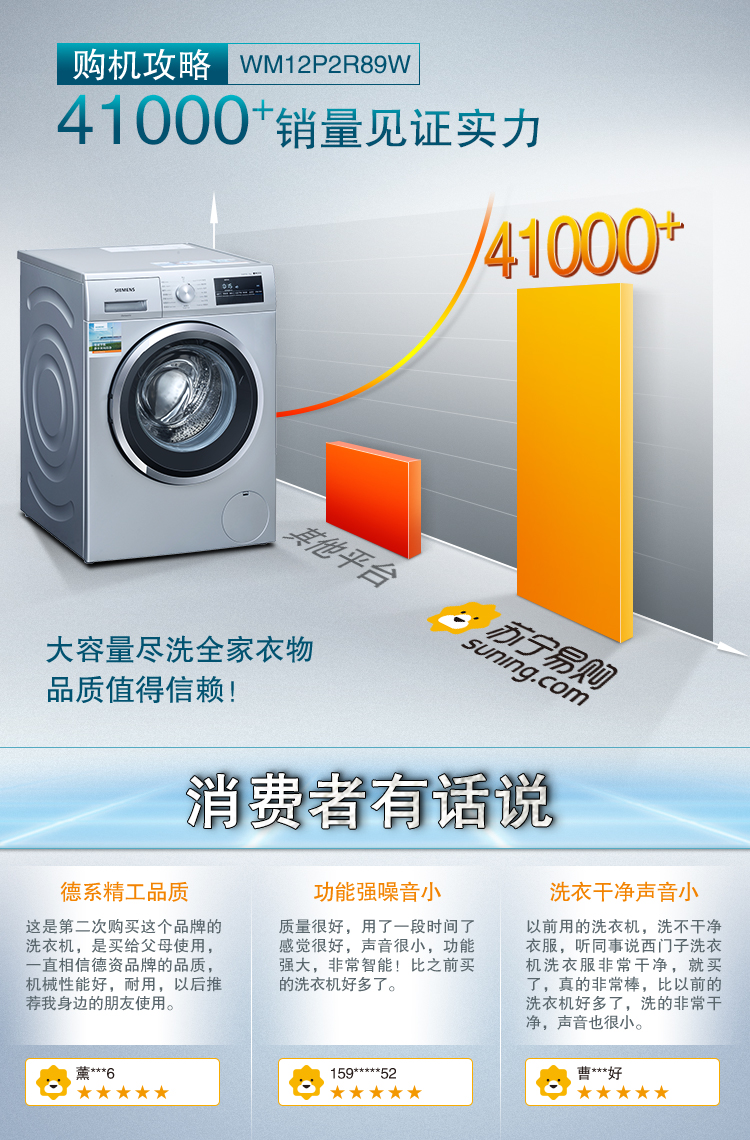 购机攻略 WM12P2R89W
41000+销量见证实力
41000+
SIEMENS
其他平台
苏宁易购
suning.com
大容量尽洗全家衣物
品质值得信赖！
消费者有话说
德系精工品质
这是第二次购买这个品牌的
洗衣机，是买给父母使用，
一直相信德资品牌的品质，
机械性能好，耐用，以后推
荐我身边的朋友使用。
薰***6
功能强噪音小
质量很好，用了一段时间了
感觉很好，声音很小，功能
强大，非常智能！比之前买
的洗衣机好多了。
159*****52
洗衣干净声音小
以前用的洗衣机，洗不干净
衣服，听同事说西门子洗衣
机洗衣服非常干净，就买
了，真的非常棒，比以前的
洗衣机好多了，洗的非常干
净，声音也很小。
曹***好